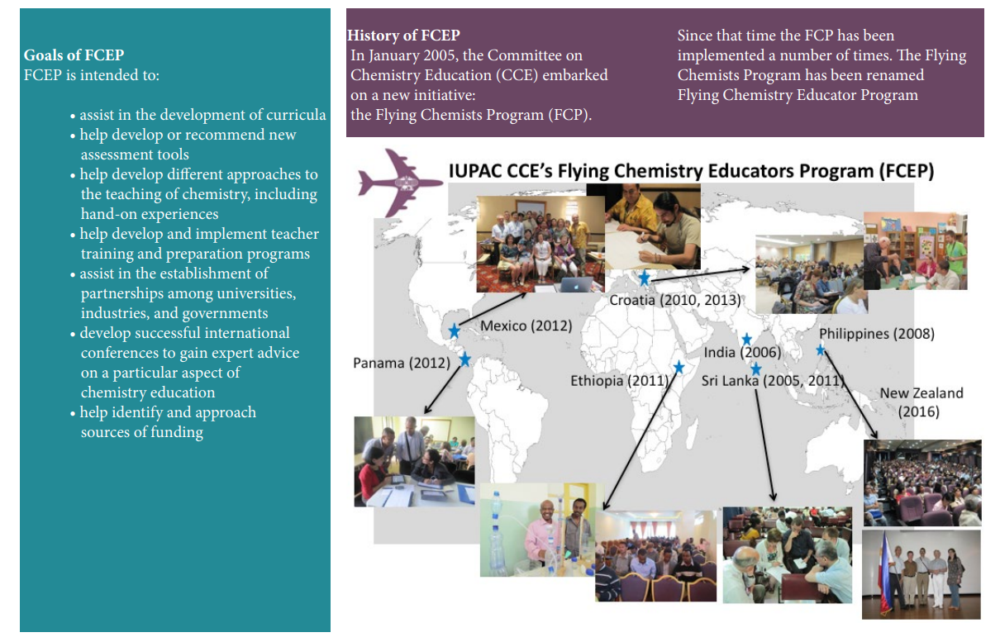 Goals of FCEP
FCEP is intended to:
• assist in the development of curricula
• help develop or recommend new
assessment tools
• help develop different approaches to
the teaching of chemistry, including
hand-on experiences
• help develop and implement teacher
training and preparation programs
• assist in the establishment of
partnerships among universities,
industries, and governments
• develop successful international
conferences to gain expert advice
on a particular aspect of
chemistry education
• help identify and approach
sources of funding
History of FCEP
In January 2005, the Committee on
Chemistry Education (CCE) embarked
on a new initiative:
the Flying Chemists Program (FCP).
Since that time the FCP has been
implemented a number of times. The Flying
Chemists Program has been renamed
Flying Chemistry Educator Program
IUPAC CCE's Flying Chemistry Educators Program (FCEP)
Croatia (2010, 2013)
Mexico (2012)
Philippines (2008)
India (2006)
Panama (2012)
Ethiopia (2011)
Sri Lanka (2005, 2011)
New Zealand
(2016)